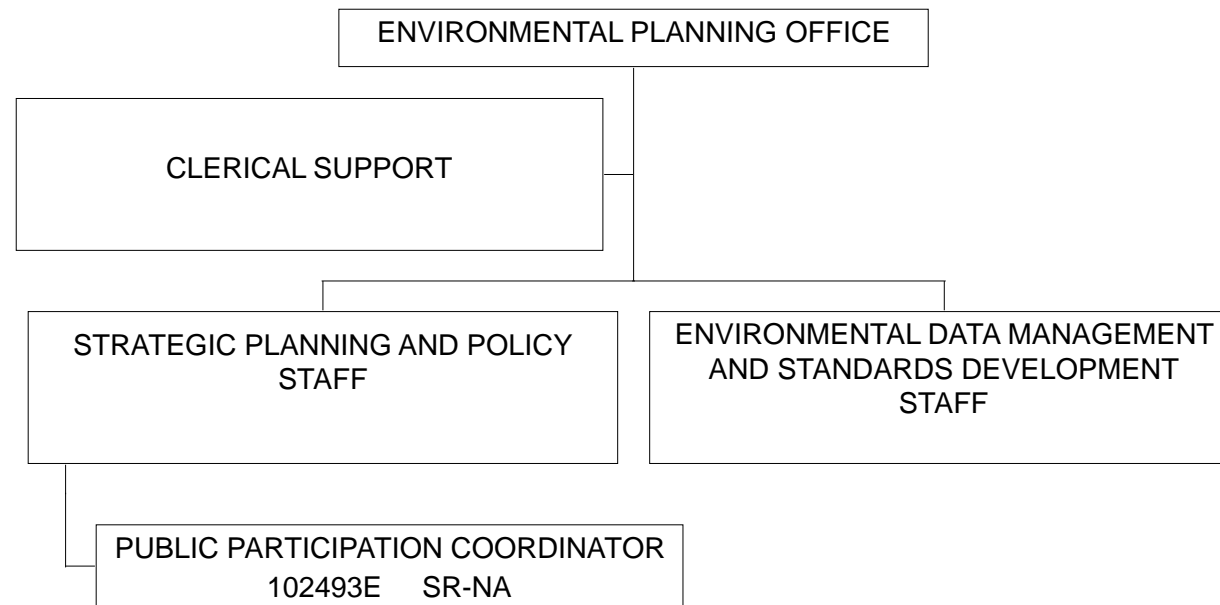 ENVIRONMENTAL PLANNING OFFICE
CLERICAL SUPPORT
STRATEGIC PLANNING AND POLICY
STAFF
ENVIRONMENTAL DATA MANAGEMENT
AND STANDARDS DEVELOPMENT
STAFF
PUBLIC PARTICIPATION COORDINATOR
102493E SR-NA